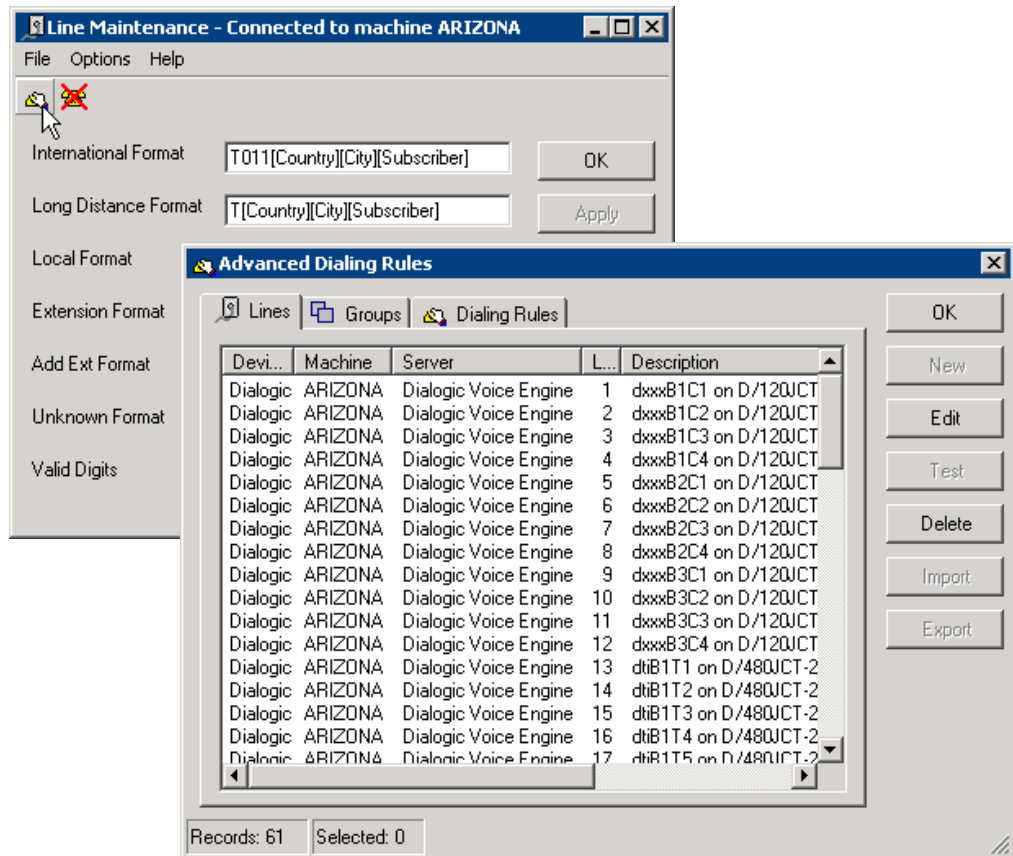 Line Maintenance - Connected to machine ARIZONA
File Options Help
International Format T011[Country][City][Subscriber] OK
Long Distance Format T[Country][City][Subscriber] Apply
Local Format
Extension Format
Add Ext Format
Unknown Format
Valid Digits
Advanced Dialing Rules
Lines Groups Dialing Rules
Devi... Machine Server L... Description
Dialogic ARIZONA Dialogic Voice Engine 1 dxxxB1C1 on D/120JCT
Dialogic ARIZONA Dialogic Voice Engine 2 dxxxB1C2 on D/120JCT
Dialogic ARIZONA Dialogic Voice Engine 3 dxxxB1C3 on D/120JCT
Dialogic ARIZONA Dialogic Voice Engine 4 dxxxB1C4 on D/120JCT
Dialogic ARIZONA Dialogic Voice Engine 5 dxxxB2C1 on D/120JCT
Dialogic ARIZONA Dialogic Voice Engine 6 dxxxB2C2 on D/120JCT
Dialogic ARIZONA Dialogic Voice Engine 7 dxxxB2C3 on D/120JCT
Dialogic ARIZONA Dialogic Voice Engine 8 dxxxB2C4 on D/120JCT
Dialogic ARIZONA Dialogic Voice Engine 9 dxxxB3C1 on D/120JCT
Dialogic ARIZONA Dialogic Voice Engine 10 dxxxB3C2 on D/120JCT
Dialogic ARIZONA Dialogic Voice Engine 11 dxxxB3C3 on D/120JCT
Dialogic ARIZONA Dialogic Voice Engine 12 dxxxB3C4 on D/120JCT
Dialogic ARIZONA Dialogic Voice Engine 13 dtiB1T1 on D/480JCT-2
Dialogic ARIZONA Dialogic Voice Engine 14 dtiB1T2 on D/480JCT-2
Dialogic ARIZONA Dialogic Voice Engine 15 dtiB1T3 on D/480JCT-2
Dialogic ARIZONA Dialogic Voice Engine 16 dtiB1T4 on D/480JCT-2
Dialogic ARIZONA Dialogic Voice Engine 17 dtiB1T5 on D/480JCT-2
OK
New
Edit
Test
Delete
Import
Export
Records: 61 Selected: 0